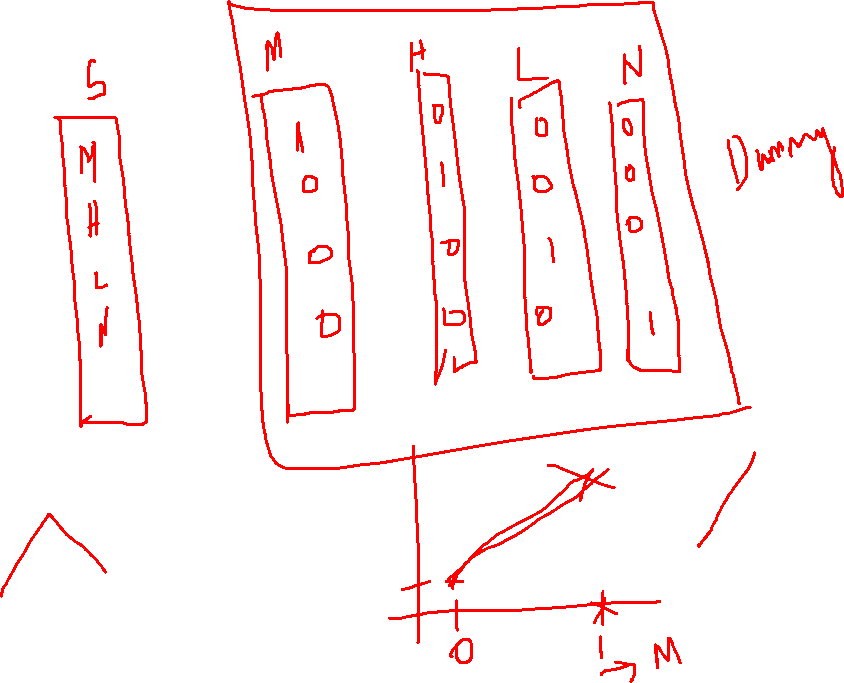 S M H L N
M 1 0 0 0
H 0 1 0 0
L 0 0 1 0
N 0 0 0 1
Dummy
0 1 → M